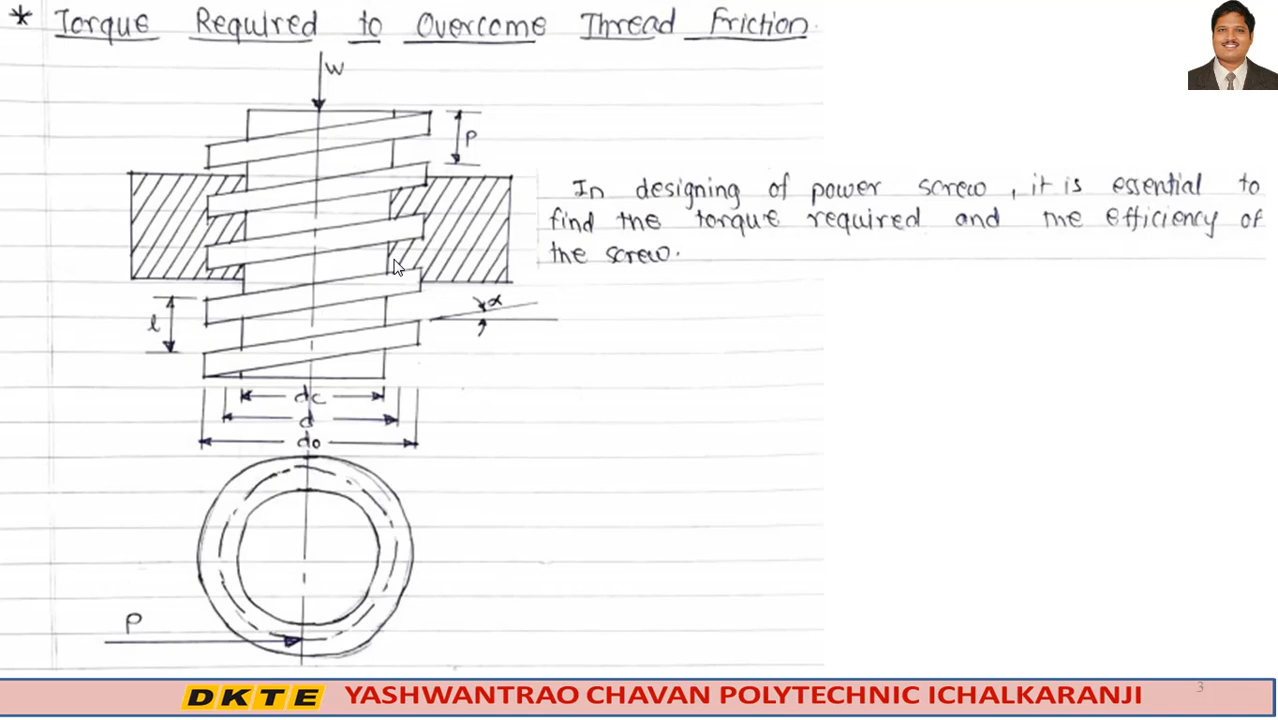 * Torque Required to Overcome Thread Friction.
W
P
In designing of power screw, it is essential to
find the torque required and the efficiency of
the screw.
α
l
dc
d
do
P
DKTE YASHWANTRAO CHAVAN POLYTECHNIC ICHALKARANJI
3